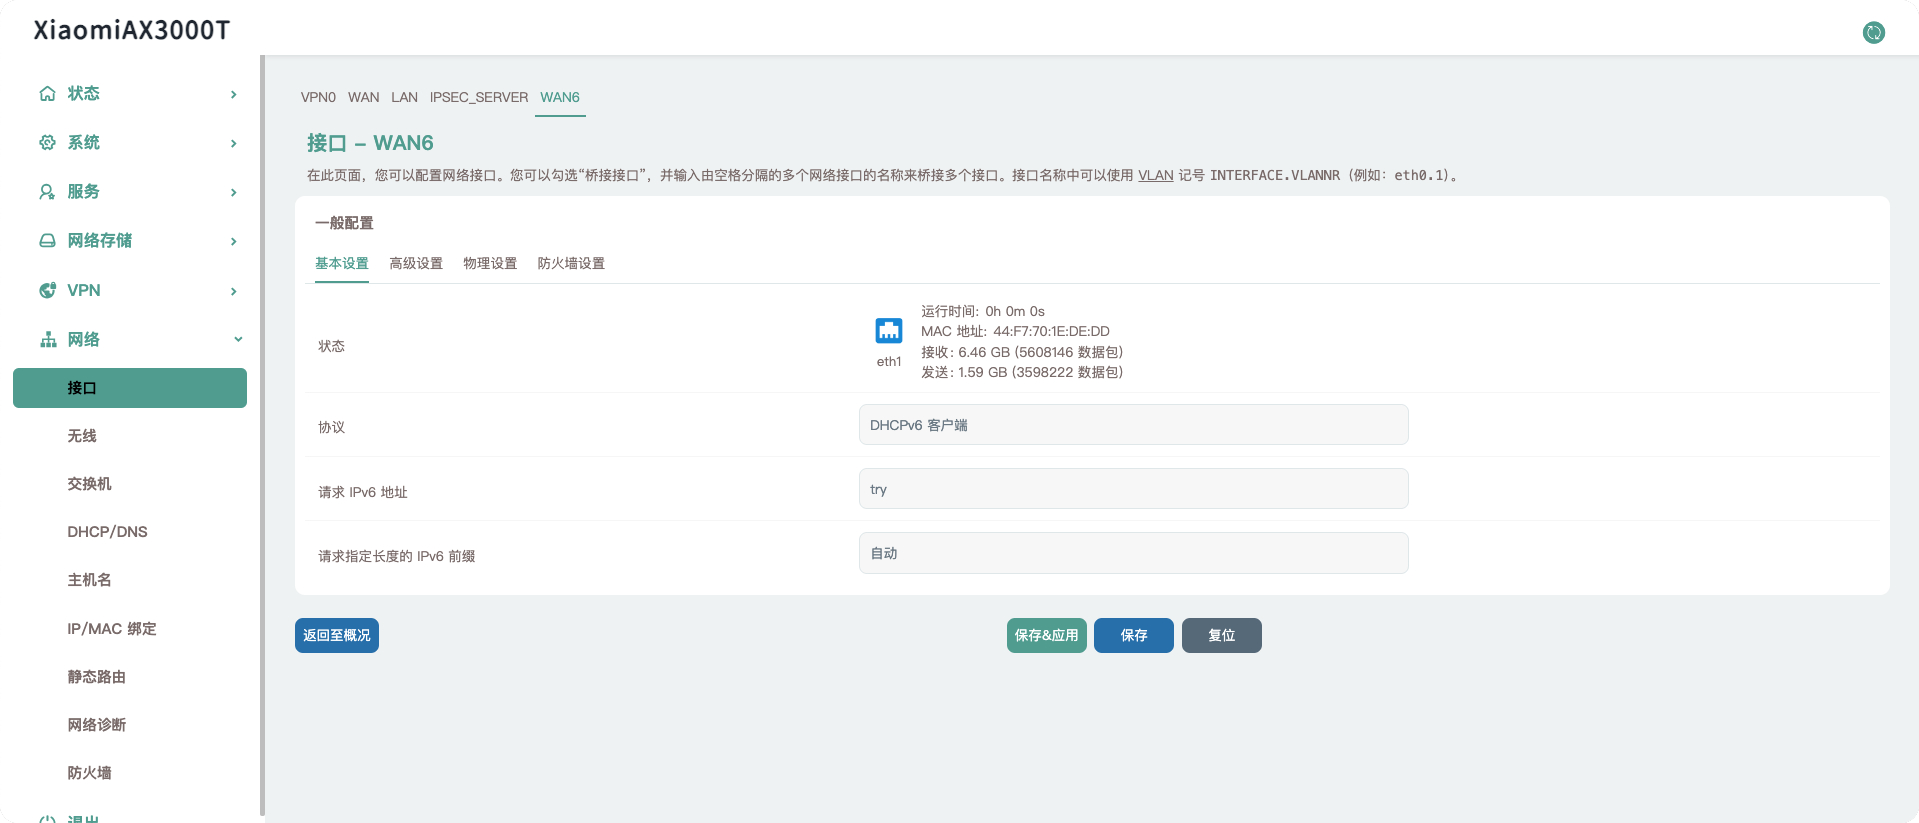 XiaomiAX3000T
状态
系统
服务
网络存储
VPN
网络
接口
无线
交换机
DHCP/DNS
主机名
IP/MAC 绑定
静态路由
网络诊断
防火墙
退出
VPN0 WAN LAN IPSEC_SERVER WAN6
接口 - WAN6
在此页面，您可以配置网络接口。您可以勾选“桥接接口”，并输入由空格分隔的多个网络接口的名称来桥接多个接口。接口名称中可以使用 VLAN 记号 INTERFACE.VLANNR（例如：eth0.1）。
一般配置
基本设置 高级设置 物理设置 防火墙设置
状态
eth1
运行时间: 0h 0m 0s
MAC 地址: 44:F7:70:1E:DE:DD
接收: 6.46 GB (5608146 数据包)
发送: 1.59 GB (3598222 数据包)
协议
DHCPv6 客户端
请求 IPv6 地址
try
请求指定长度的 IPv6 前缀
自动
返回至概况
保存&应用
保存
复位